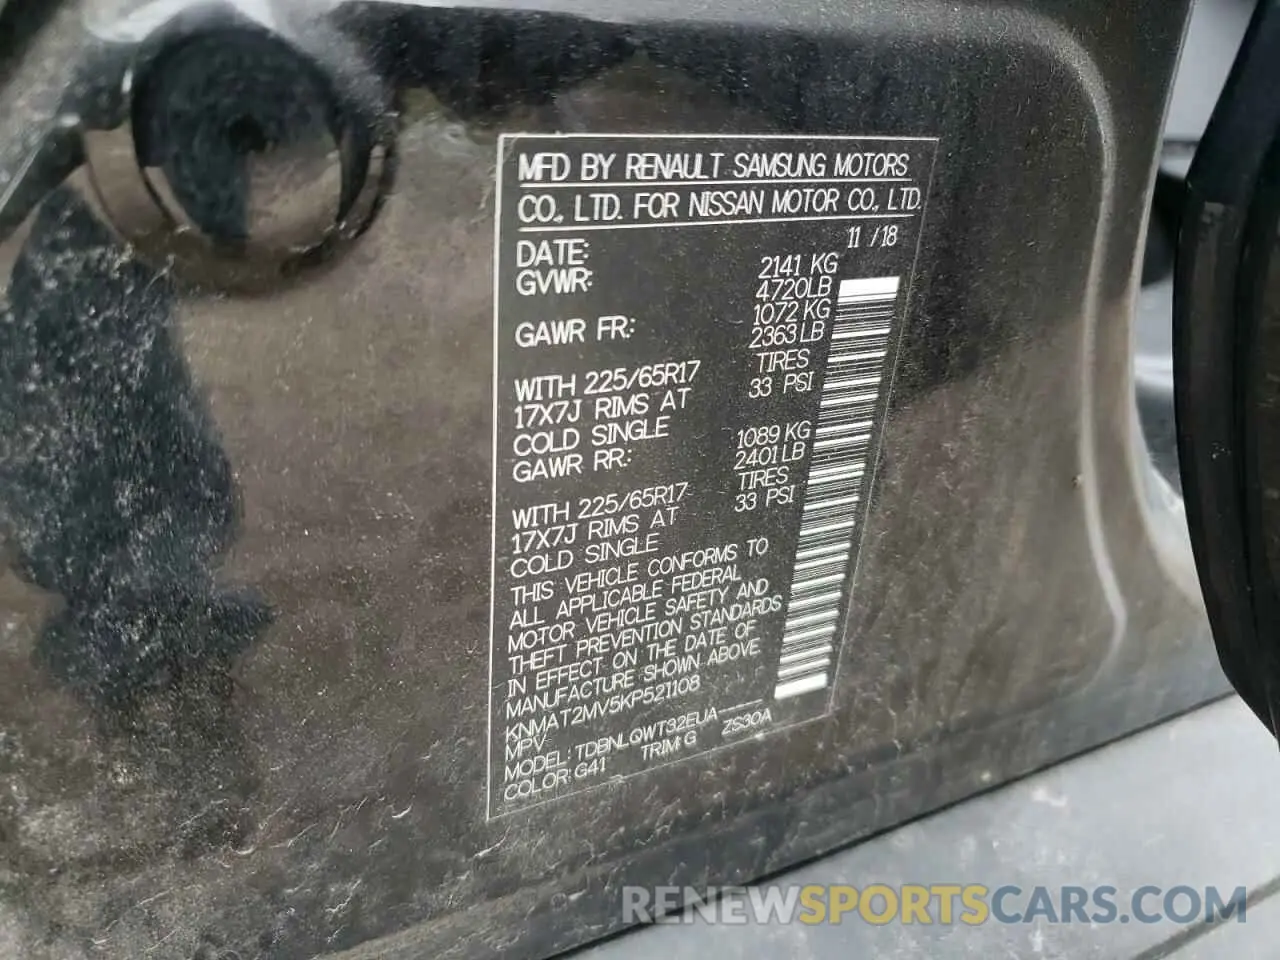 MFD BY RENAULT SAMSUNG MOTORS
CO., LTD. FOR NISSAN MOTOR CO., LTD.
DATE: 11 /18
GVWR: 2141 KG
4720LB
GAWR FR: 1072 KG
2363LB
WITH 225/65R17 TIRES
17X7J RIMS AT 33 PSI
COLD SINGLE
GAWR RR: 1089 KG
2401LB
WITH 225/65R17 TIRES
17X7J RIMS AT 33 PSI
COLD SINGLE
THIS VEHICLE CONFORMS TO
ALL APPLICABLE FEDERAL
MOTOR VEHICLE SAFETY AND
THEFT PREVENTION STANDARDS
IN EFFECT ON THE DATE OF
MANUFACTURE SHOWN ABOVE.
KNMAT2MV5KP521108
MPV
MODEL: TDBNLQWT32EUA-----
COLOR: G41 TRIM: G ZS30A
RENEWSPORTSCARS.COM